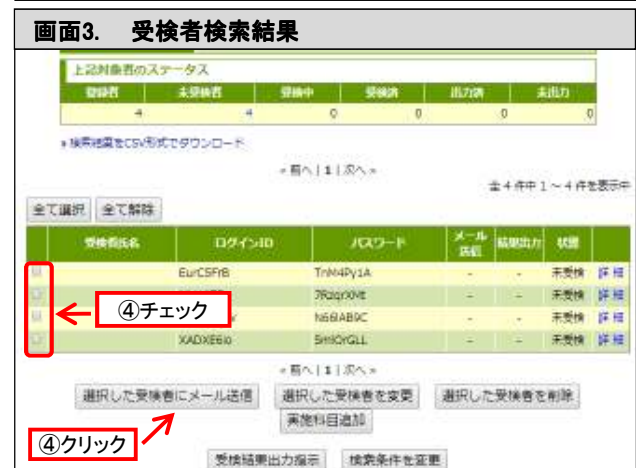 画面3. 受検者検索結果
上記対象者のステータス
登録者 未受検者 受検中 受検済 出力済 未出力
4 4 0 0 0 0
» 検索結果をCSV形式でダウンロード
« 前へ | 1 | 次へ »
全 4 件中 1 ～ 4 件を表示中
全て選択 全て解除
受検者氏名 ログインID パスワード メール送信 結果出力 状態
EurCSFrB TnM4Py1A - - 未受検 詳細
- - 未受検 詳細
④チェック
N66IAB9C - - 未受検 詳細
XADXE6io SmIOrGLL - - 未受検 詳細
« 前へ | 1 | 次へ »
選択した受検者にメール送信 選択した受検者を変更 選択した受検者を削除
実施科目追加
④クリック
受検結果出力指示 検索条件を変更